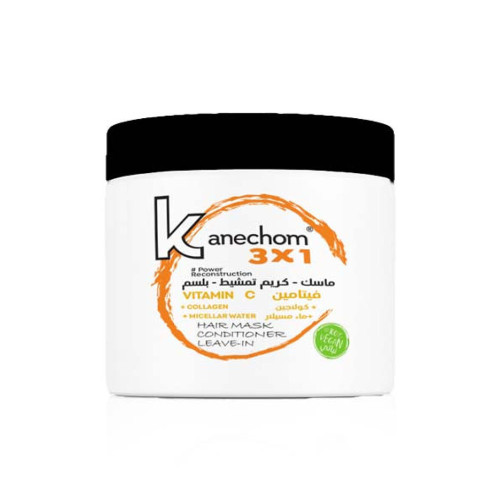 Kanechom®
3X1
# Power
Reconstruction
ماسك - كريم تمشيط - بلسم
VITAMIN C فيتامين
+ COLLAGEN + كولاجين
+ MICELLAR WATER +ماء مسيلار
HAIR MASK
CONDITIONER
LEAVE-IN
VEGAN